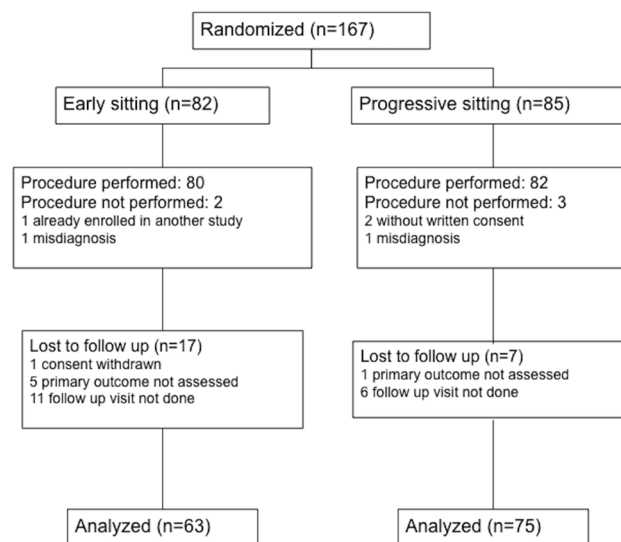 Randomized (n=167)
Early sitting (n=82)
Progressive sitting (n=85)
Procedure performed: 80
Procedure not performed: 2
1 already enrolled in another study
1 misdiagnosis
Procedure performed: 82
Procedure not performed: 3
2 without written consent
1 misdiagnosis
Lost to follow up (n=17)
1 consent withdrawn
5 primary outcome not assessed
11 follow up visit not done
Lost to follow up (n=7)
1 primary outcome not assessed
6 follow up visit not done
Analyzed (n=63)
Analyzed (n=75)